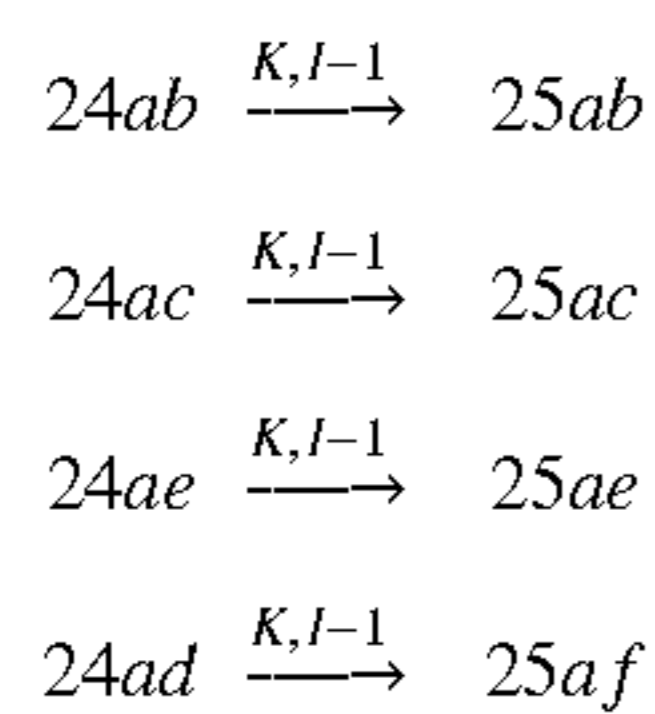 24ab K, I−1 → 25ab
24ac K, I−1 → 25ac
24ae K, I−1 → 25ae
24ad K, I−1 → 25af